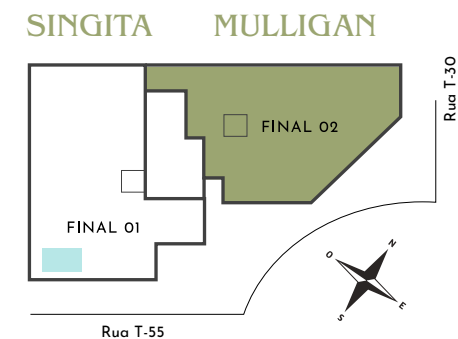 SINGITA MULLIGAN
Rua T-30
FINAL 02
FINAL 01
N
O
E
S
Rua T-55